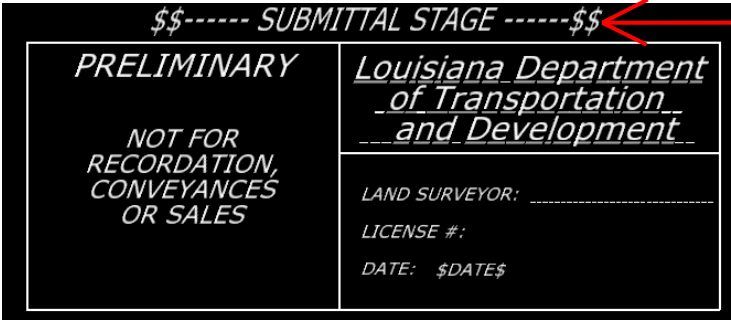 $$------ SUBMITTAL STAGE ------$$
PRELIMINARY
NOT FOR
RECORDATION,
CONVEYANCES
OR SALES
Louisiana Department
of Transportation
and Development
LAND SURVEYOR: ____________________________
LICENSE #:
DATE: $DATE$